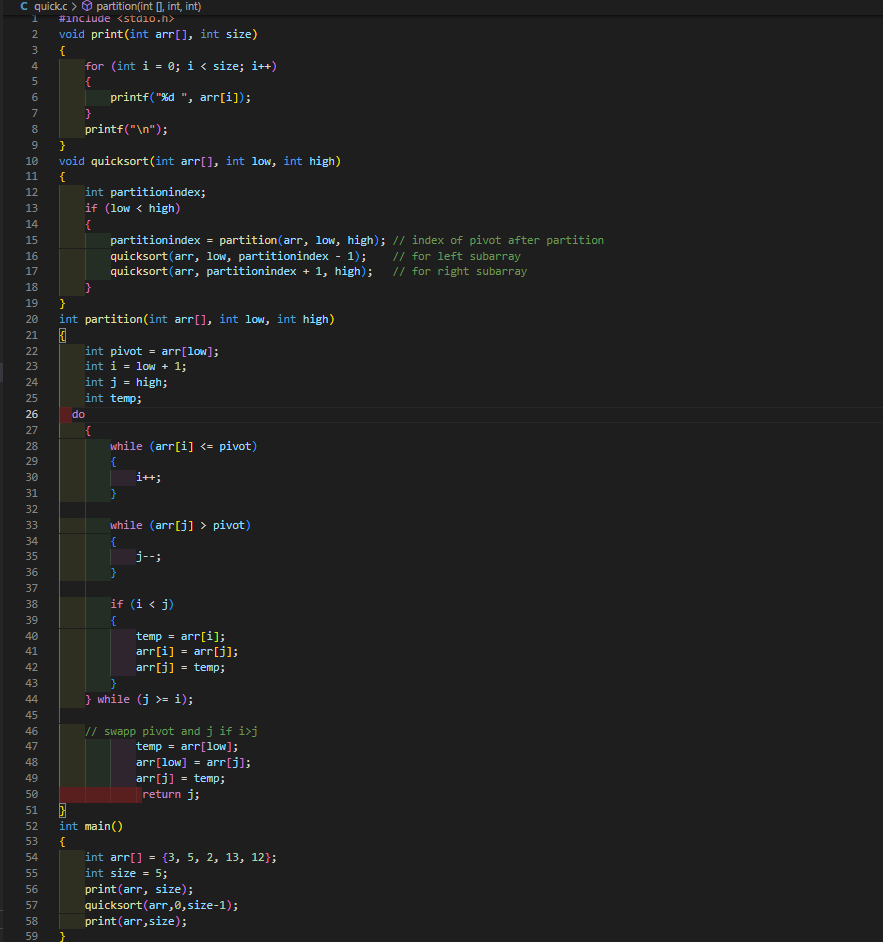 C quick.c > partition(int [], int, int)
1 #include <stdio.h>
2 void print(int arr[], int size)
3 {
4     for (int i = 0; i < size; i++)
5     {
6         printf("%d ", arr[i]);
7     }
8     printf("\n");
9 }
10 void quicksort(int arr[], int low, int high)
11 {
12     int partitionindex;
13     if (low < high)
14     {
15         partitionindex = partition(arr, low, high); // index of pivot after partition
16         quicksort(arr, low, partitionindex - 1);    // for left subarray
17         quicksort(arr, partitionindex + 1, high);   // for right subarray
18     }
19 }
20 int partition(int arr[], int low, int high)
21 {
22     int pivot = arr[low];
23     int i = low + 1;
24     int j = high;
25     int temp;
26   do
27     {
28         while (arr[i] <= pivot)
29         {
30             i++;
31         }
32
33         while (arr[j] > pivot)
34         {
35             j--;
36         }
37
38         if (i < j)
39         {
40             temp = arr[i];
41             arr[i] = arr[j];
42             arr[j] = temp;
43         }
44     } while (j >= i);
45
46     // swapp pivot and j if i>j
47             temp = arr[low];
48             arr[low] = arr[j];
49             arr[j] = temp;
50              return j;
51 }
52 int main()
53 {
54     int arr[] = {3, 5, 2, 13, 12};
55     int size = 5;
56     print(arr, size);
57     quicksort(arr,0,size-1);
58     print(arr,size);
59 }